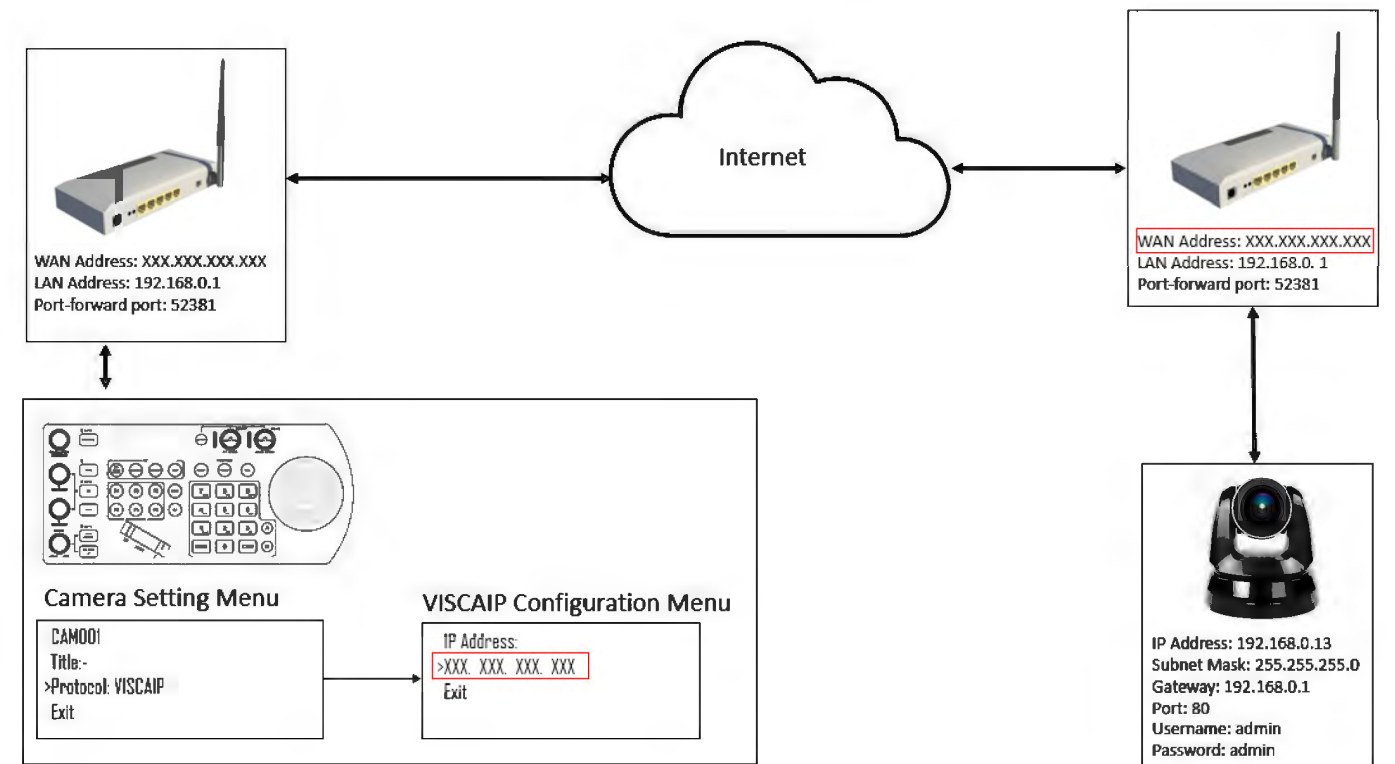 Internet
WAN Address: XXX.XXX.XXX.XXX
LAN Address: 192.168.0.1
Port-forward port: 52381
WAN Address: XXX.XXX.XXX.XXX
LAN Address: 192.168.0. 1
Port-forward port: 52381
Camera Setting Menu
CAM001
Title:-
>Protocol: VISCAIP
Exit
VISCAIP Configuration Menu
IP Address:
>XXX. XXX. XXX. XXX
Exit
IP Address: 192.168.0.13
Subnet Mask: 255.255.255.0
Gateway: 192.168.0.1
Port: 80
Username: admin
Password: admin